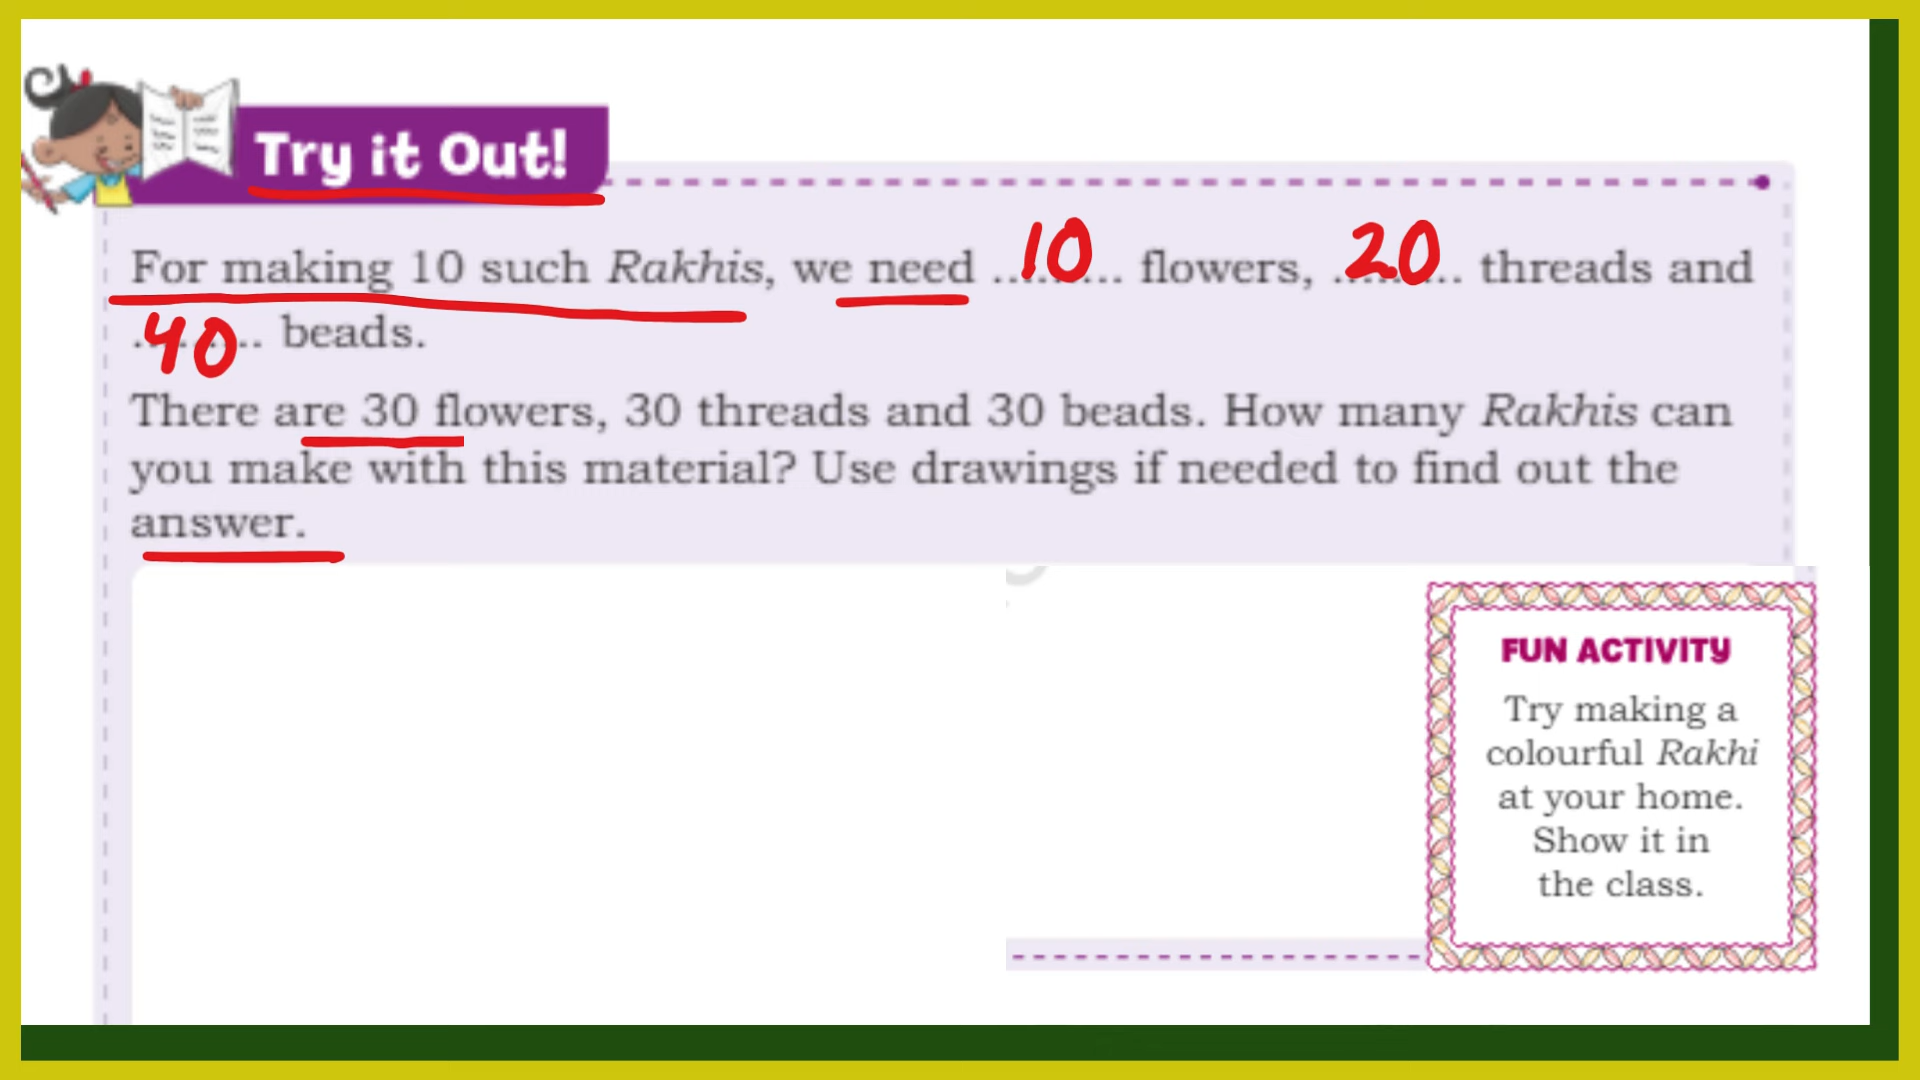 Try it Out!
For making 10 such Rakhis, we need ...10... flowers, ...20... threads and
...40... beads.
There are 30 flowers, 30 threads and 30 beads. How many Rakhis can
you make with this material? Use drawings if needed to find out the
answer.
FUN ACTIVITY
Try making a
colourful Rakhi
at your home.
Show it in
the class.